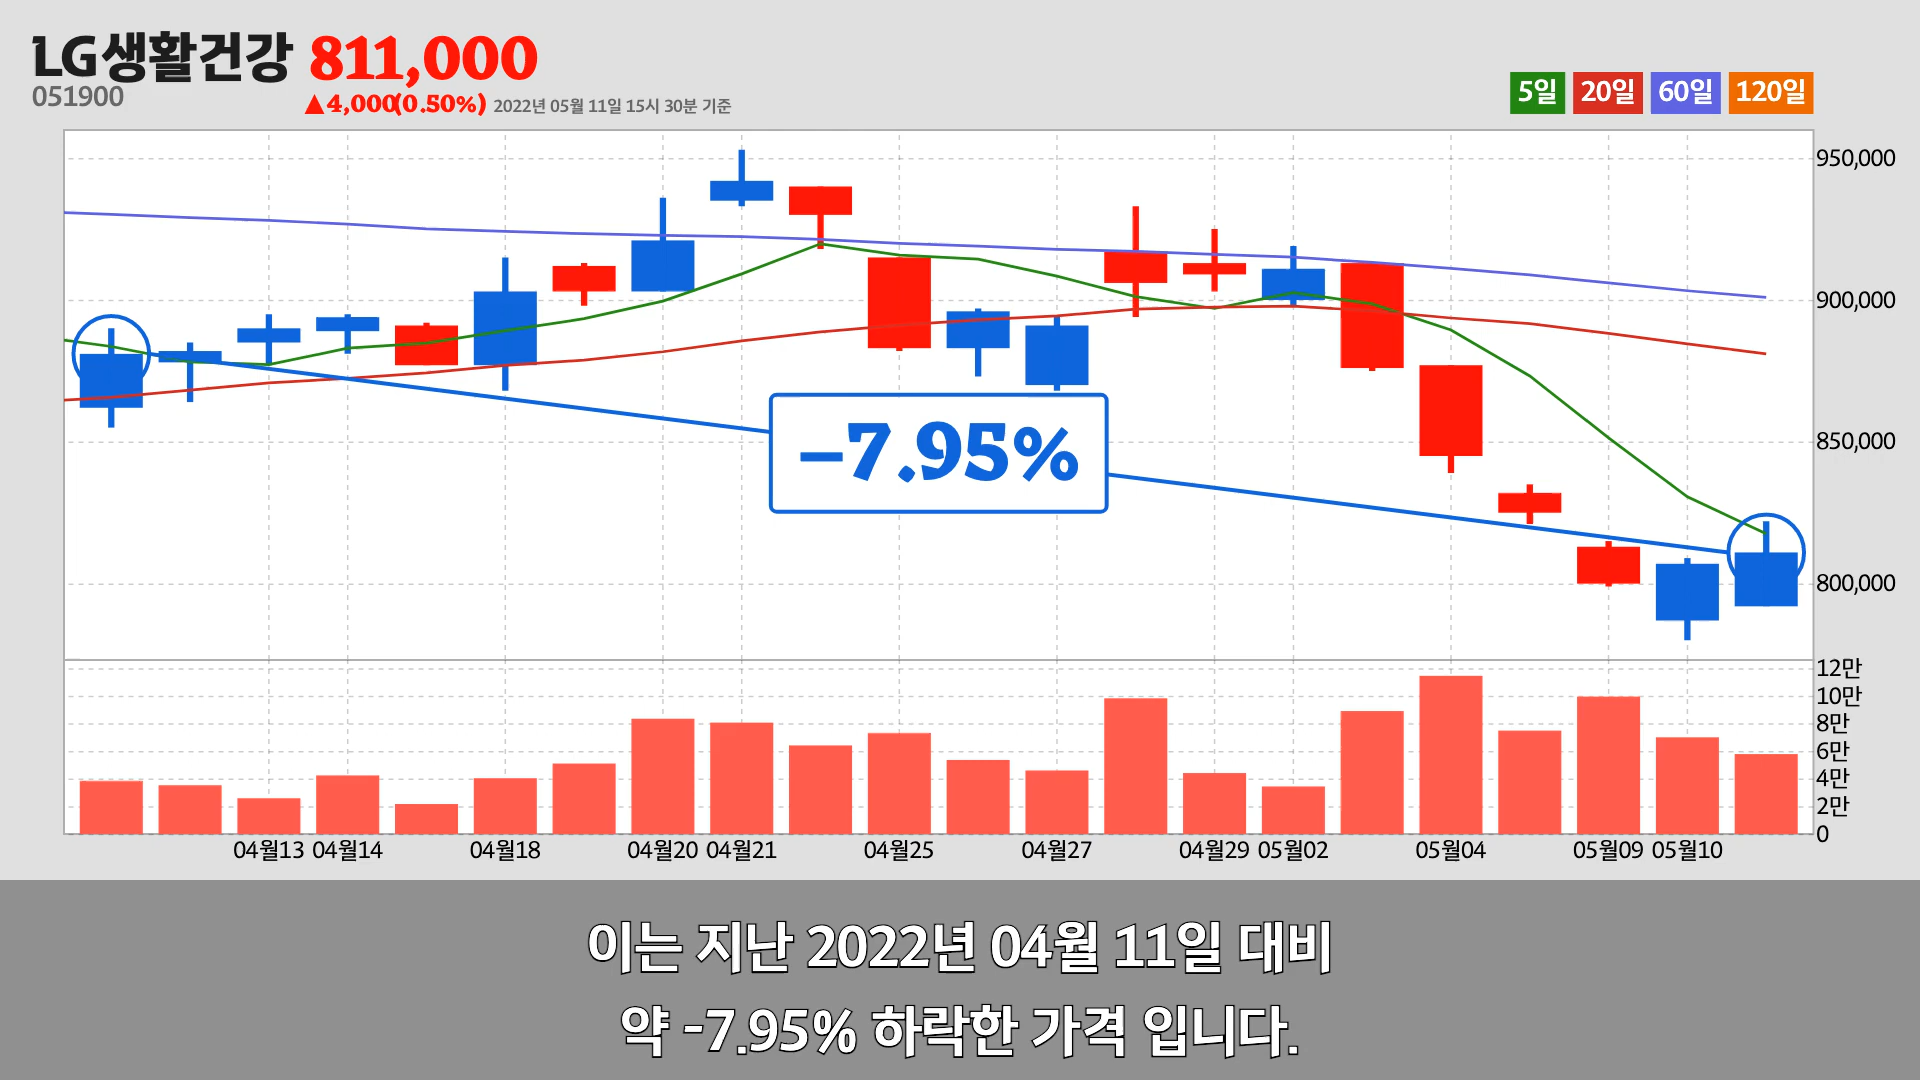 LG생활건강 811,000
051900
▲4,000(0.50%) 2022년 05월 11일 15시 30분 기준
5일 20일 60일 120일
950,000
900,000
850,000
800,000
-7.95%
12만
10만
8만
6만
4만
2만
0
04월13 04월14 04월18 04월20 04월21 04월25 04월27 04월29 05월02 05월04 05월09 05월10
이는 지난 2022년 04월 11일 대비
약 -7.95% 하락한 가격 입니다.